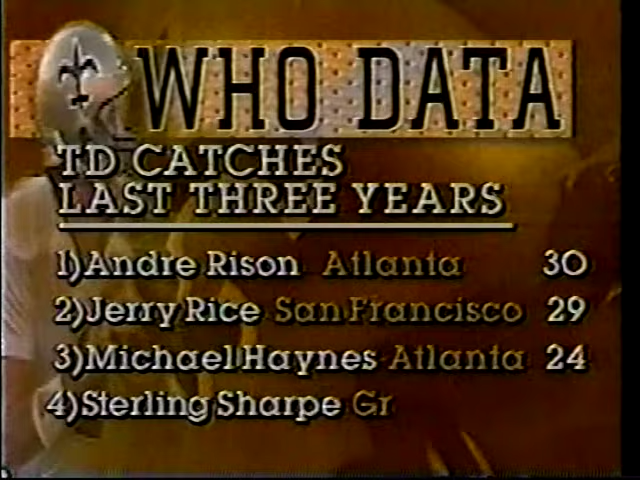 WHO DATA
TD CATCHES
LAST THREE YEARS
1) Andre Rison Atlanta 30
2) Jerry Rice San Francisco 29
3) Michael Haynes Atlanta 24
4) Sterling Sharpe Gr